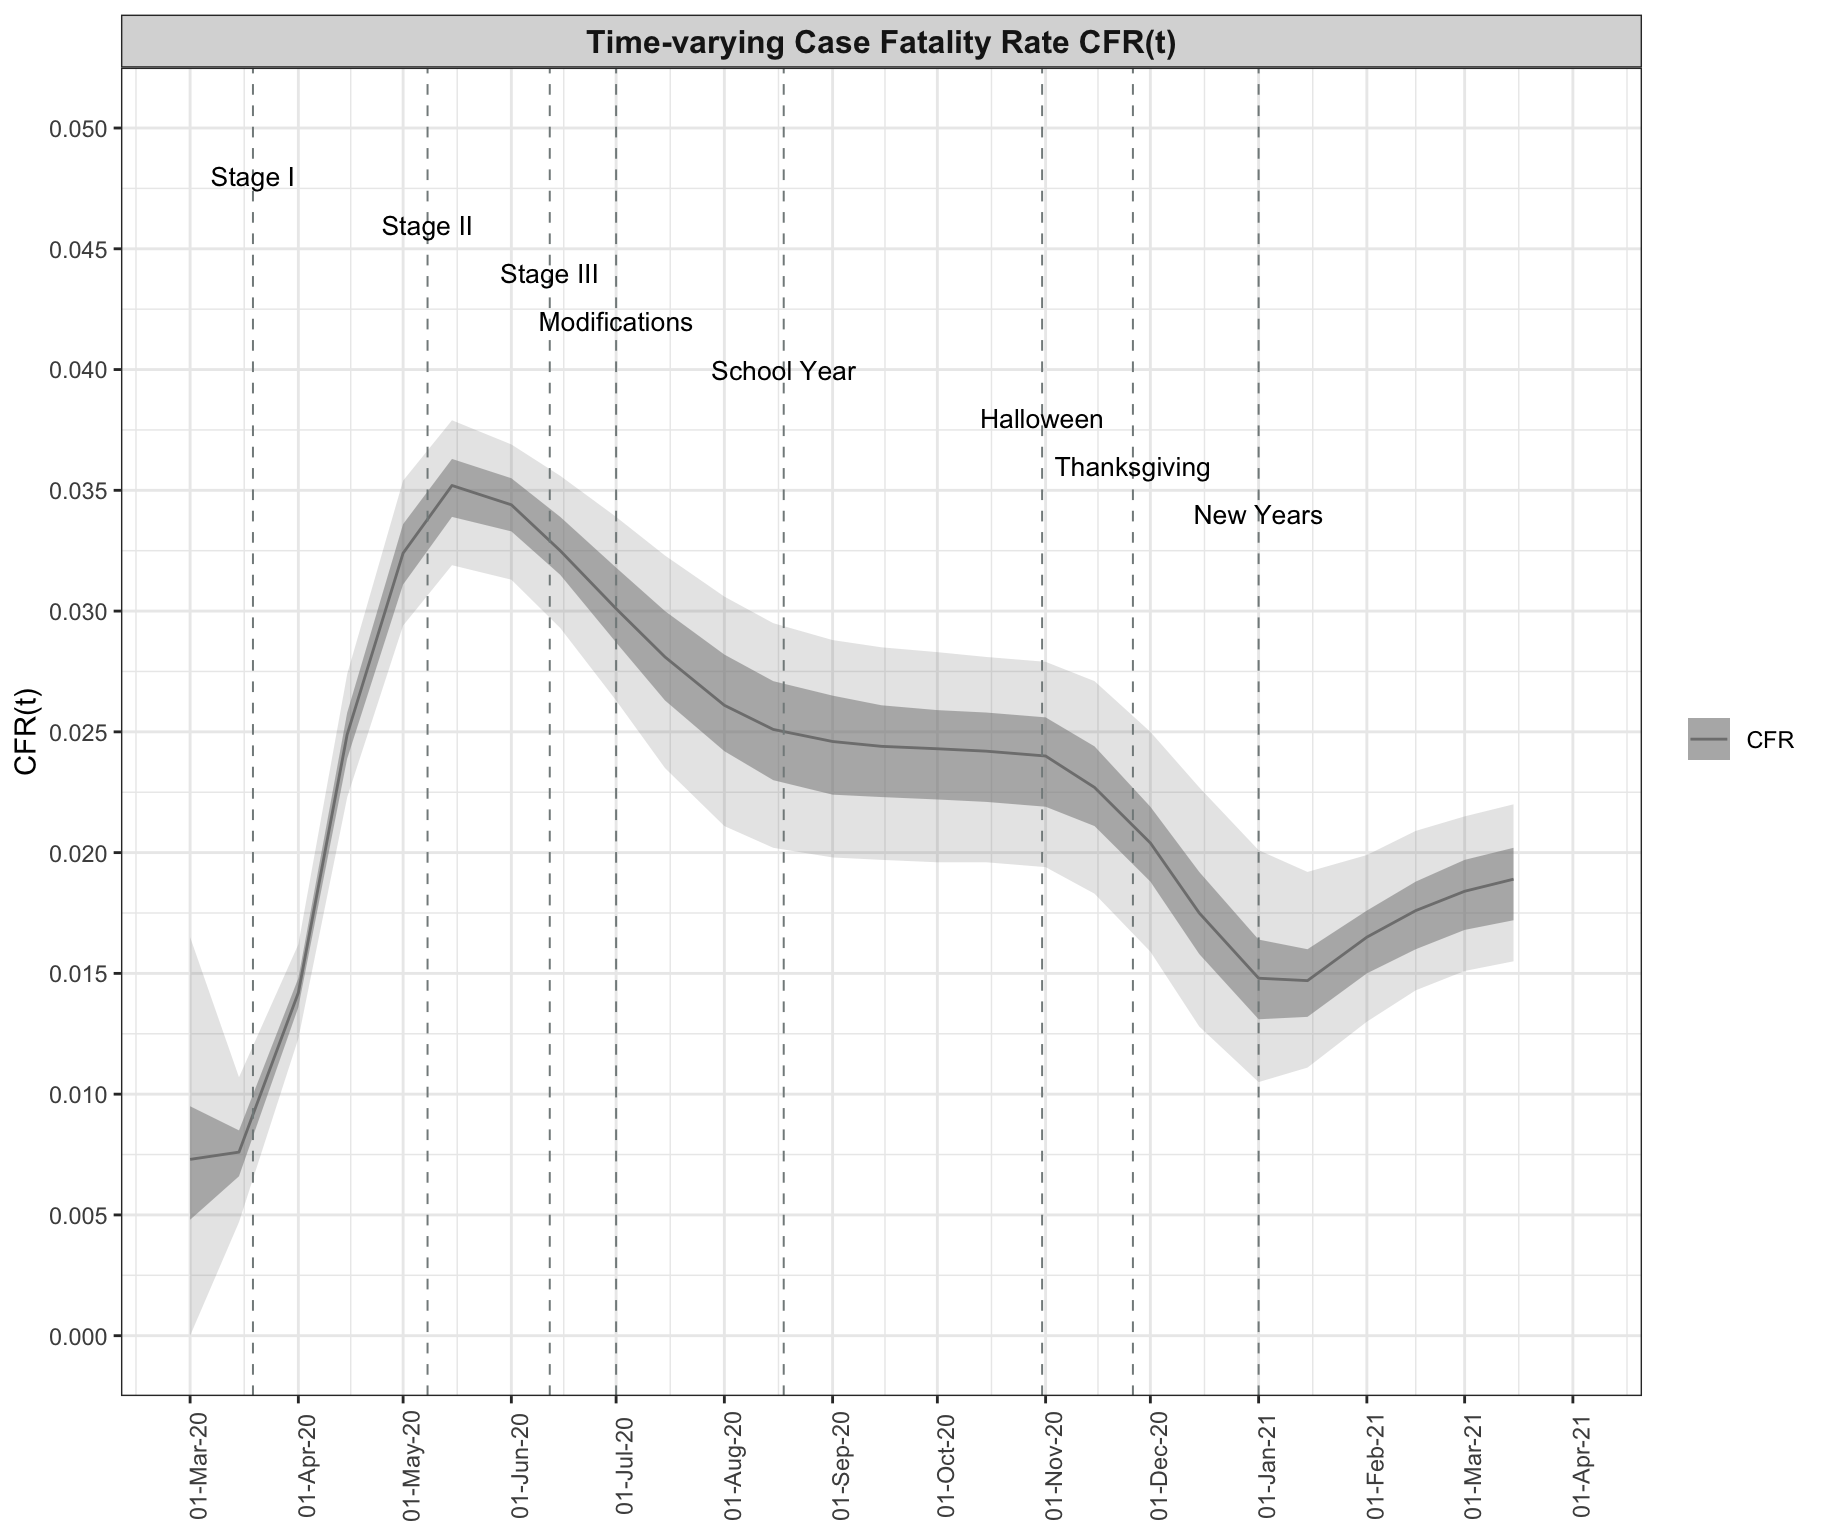 Time-varying Case Fatality Rate CFR(t)
0.050
Stage I
Stage II
0.045
Stage III
Modifications
0.040
School Year
Halloween
Thanksgiving
0.035
New Years
0.030
0.025
CFR(t)
CFR
0.020
0.015
0.010
0.005
0.000
01-Mar-20
01-Apr-20
01-May-20
01-Jun-20
01-Jul-20
01-Aug-20
01-Sep-20
01-Oct-20
01-Nov-20
01-Dec-20
01-Jan-21
01-Feb-21
01-Mar-21
01-Apr-21